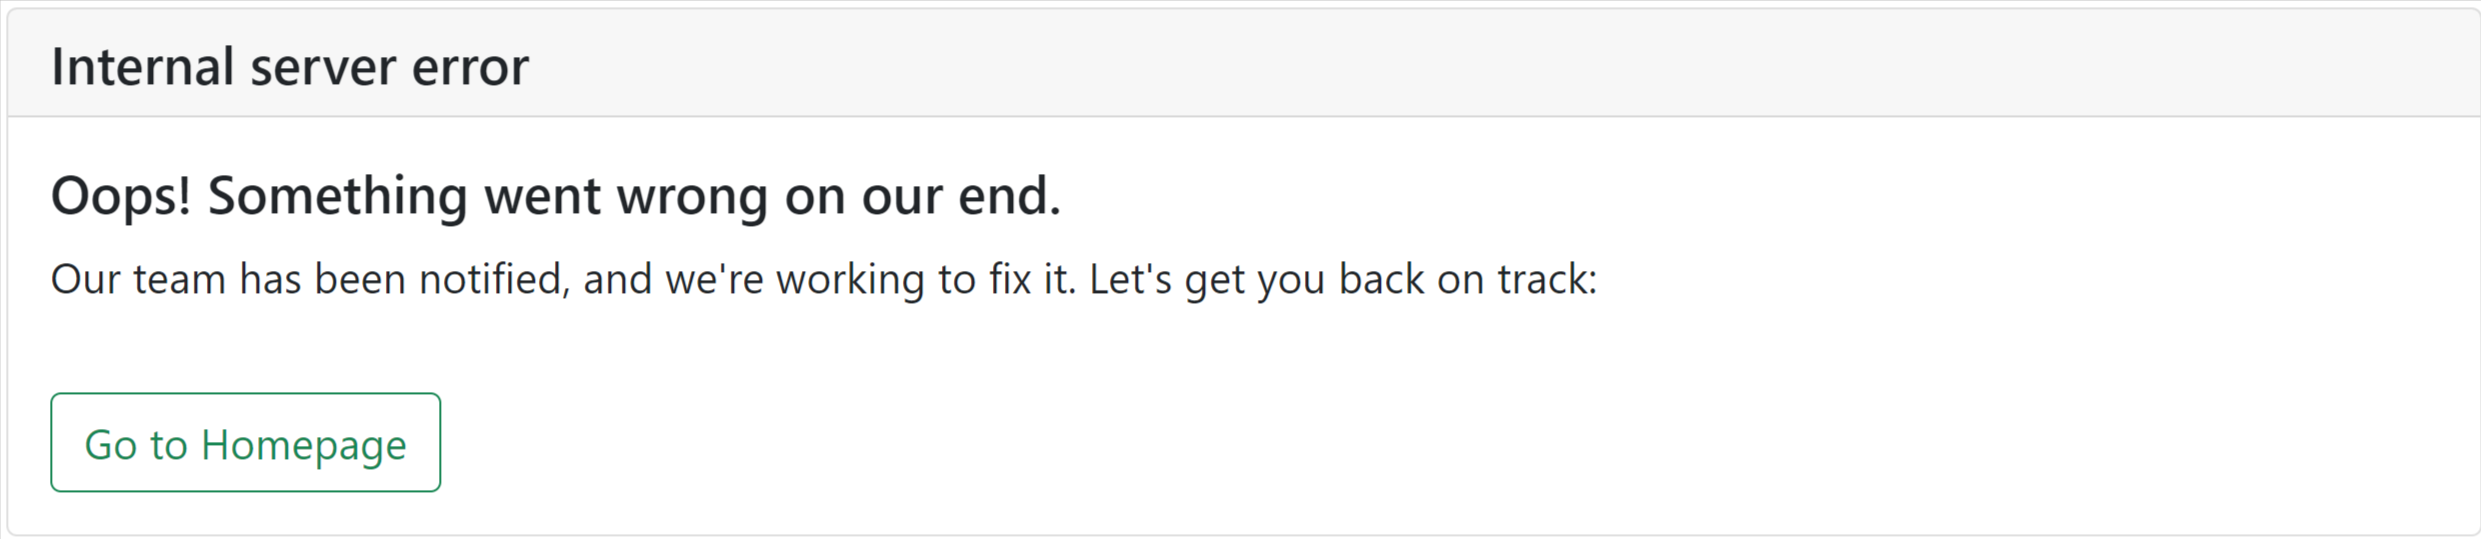 Internal server error
Oops! Something went wrong on our end.
Our team has been notified, and we're working to fix it. Let's get you back on track:
Go to Homepage